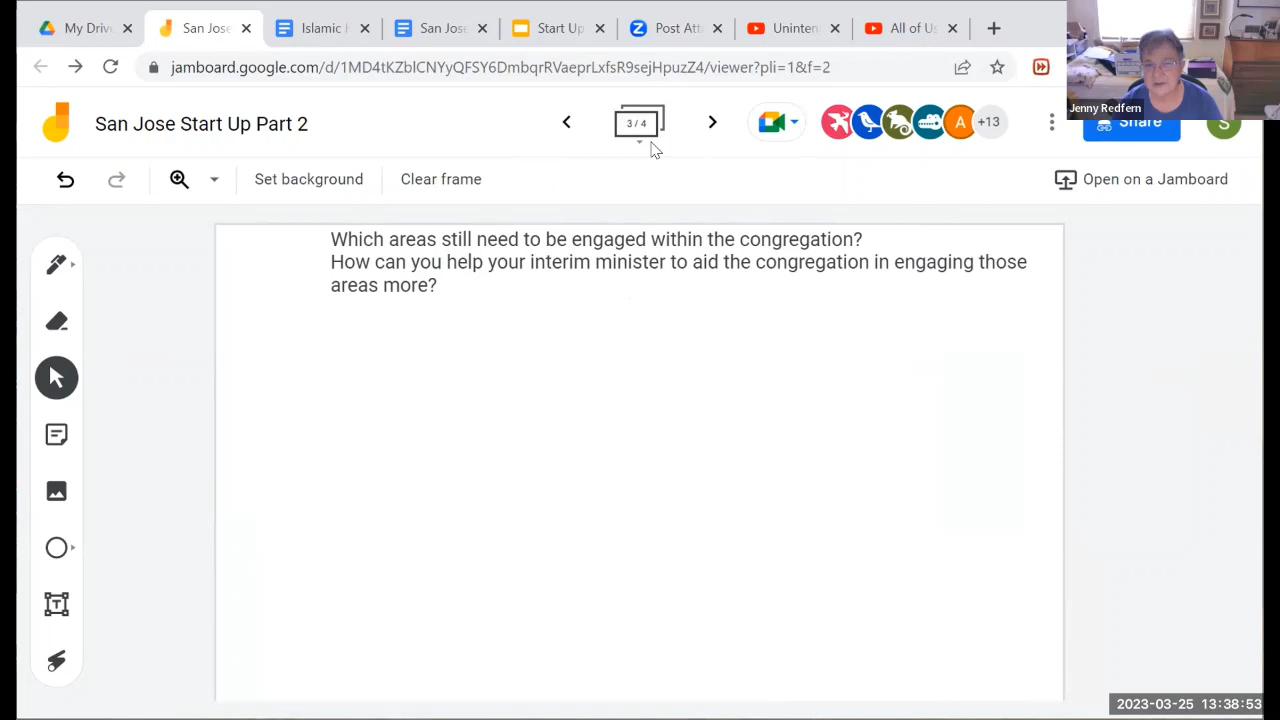 My Drive
San Jose
Islamic
San Jose
Start Up
Post Att
Uninten
All of Us
jamboard.google.com/d/1MD4tKZbICNYyQFSY6DmbqrRVaeprLxfsR9sejHpuzZ4/viewer?pli=1&f=2
Jenny Redfern
San Jose Start Up Part 2
3 / 4
A
+13
Share
S
Set background
Clear frame
Open on a Jamboard
Which areas still need to be engaged within the congregation?
How can you help your interim minister to aid the congregation in engaging those
areas more?
2023-03-25 13:38:53